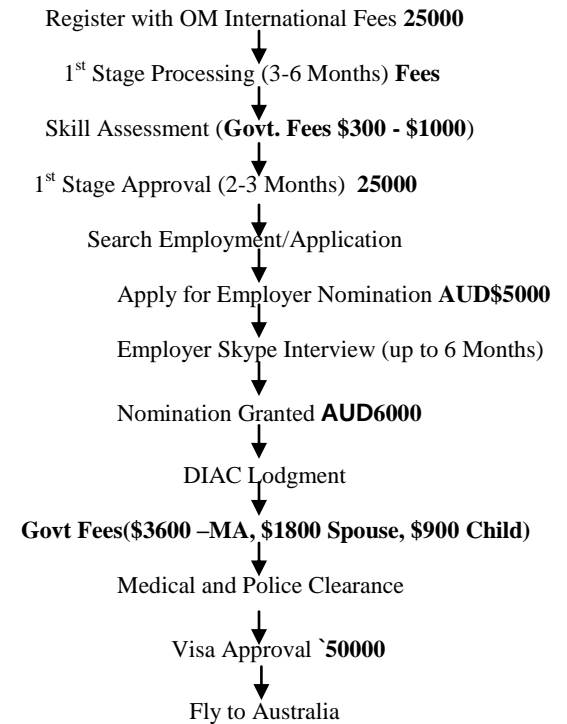 Register with OM International Fees 25000
1st Stage Processing (3-6 Months) Fees
Skill Assessment (Govt. Fees $300 - $1000)
1st Stage Approval (2-3 Months) 25000
Search Employment/Application
Apply for Employer Nomination AUD$5000
Employer Skype Interview (up to 6 Months)
Nomination Granted AUD6000
DIAC Lodgment
Govt Fees($3600 –MA, $1800 Spouse, $900 Child)
Medical and Police Clearance
Visa Approval `50000
Fly to Australia